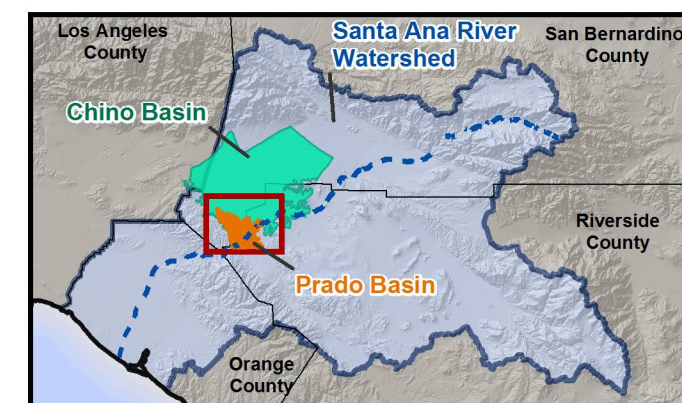 Los Angeles
County
Santa Ana River
Watershed
San Bernardino
County
Chino Basin
Riverside
County
Prado Basin
Orange
County